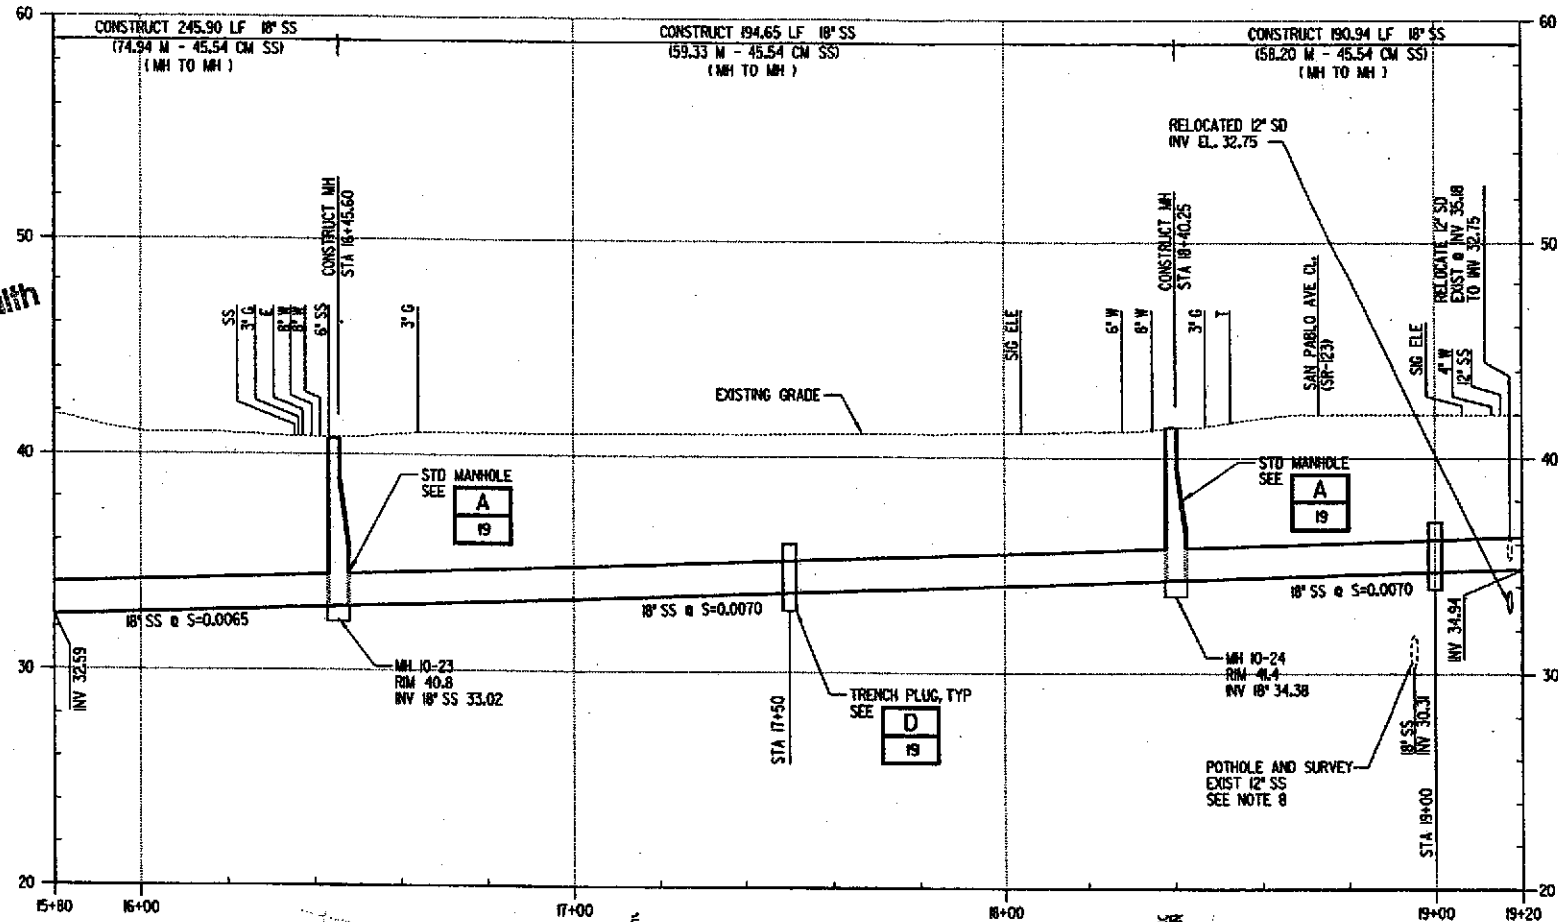 60
CONSTRUCT 245.90 LF 18" SS
(74.94 M - 45.54 CM SS)
( MH TO MH )
CONSTRUCT 194.65 LF 18" SS
(59.33 M - 45.54 CM SS)
( MH TO MH )
CONSTRUCT 190.94 LF 18" SS
(58.20 M - 45.54 CM SS)
( MH TO MH )
60
RELOCATED 12" SD
INV EL. 32.75
50
CONSTRUCT MH
STA 16+45.60
CONSTRUCT MH
STA 18+40.25
SAN PABLO AVE CL.
(SR-123)
RELOCATE 12" SD
EXIST @ INV 35.18
TO INV 32.75
50
SS
3" G
E
8" W
8" W
6" SS
3" G
SIG ELE
6" W
8" W
3" G
T
SIG ELE
4" W
12" SS
EXISTING GRADE
40
STD MANHOLE
SEE
A
19
STD MANHOLE
SEE
A
19
40
18" SS @ S=0.0065
18" SS @ S=0.0070
18" SS @ S=0.0070
INV 32.59
INV 34.94
30
MH 10-23
RIM 40.8
INV 18" SS 33.02
STA 17+50
TRENCH PLUG, TYP
SEE
D
19
MH 10-24
RIM 41.4
INV 18" 34.38
18" SS
INV 30.31
30
POTHOLE AND SURVEY
EXIST 12" SS
SEE NOTE 8
STA 19+00
20
20
15+80
16+00
17+00
18+00
19+00
19+20